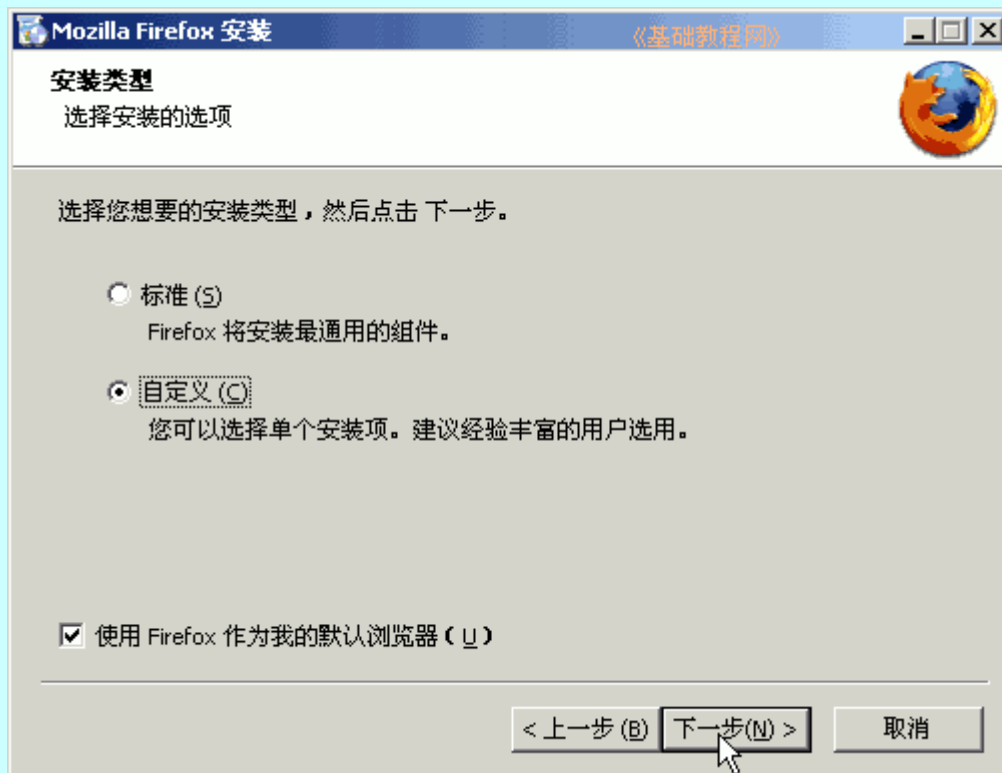 Mozilla Firefox 安装 《基础教程网》
安装类型
选择安装的选项
选择您想要的安装类型，然后点击 下一步。
标准 (S)
Firefox 将安装最通用的组件。
自定义 (C)
您可以选择单个安装项。建议经验丰富的用户选用。
使用 Firefox 作为我的默认浏览器 ( U )
< 上一步 (B) 下一步(N) > 取消